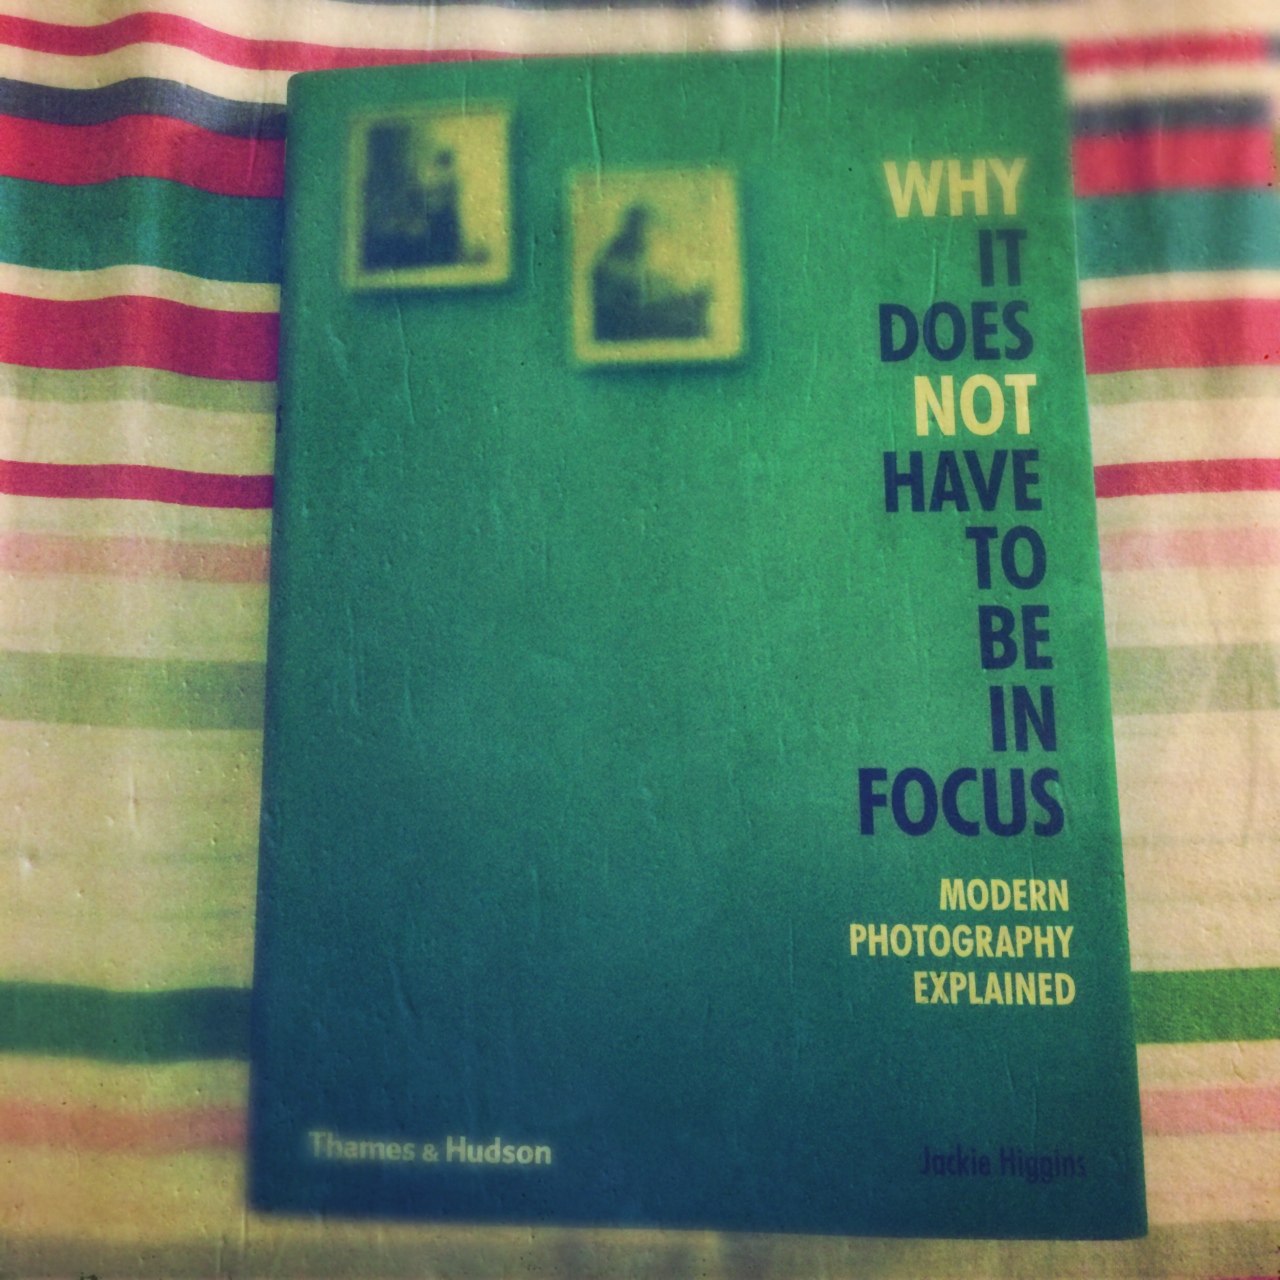 WHY
IT
DOES
NOT
HAVE
TO
BE
IN
FOCUS
MODERN
PHOTOGRAPHY
EXPLAINED
Thames & Hudson
Jackie Higgins